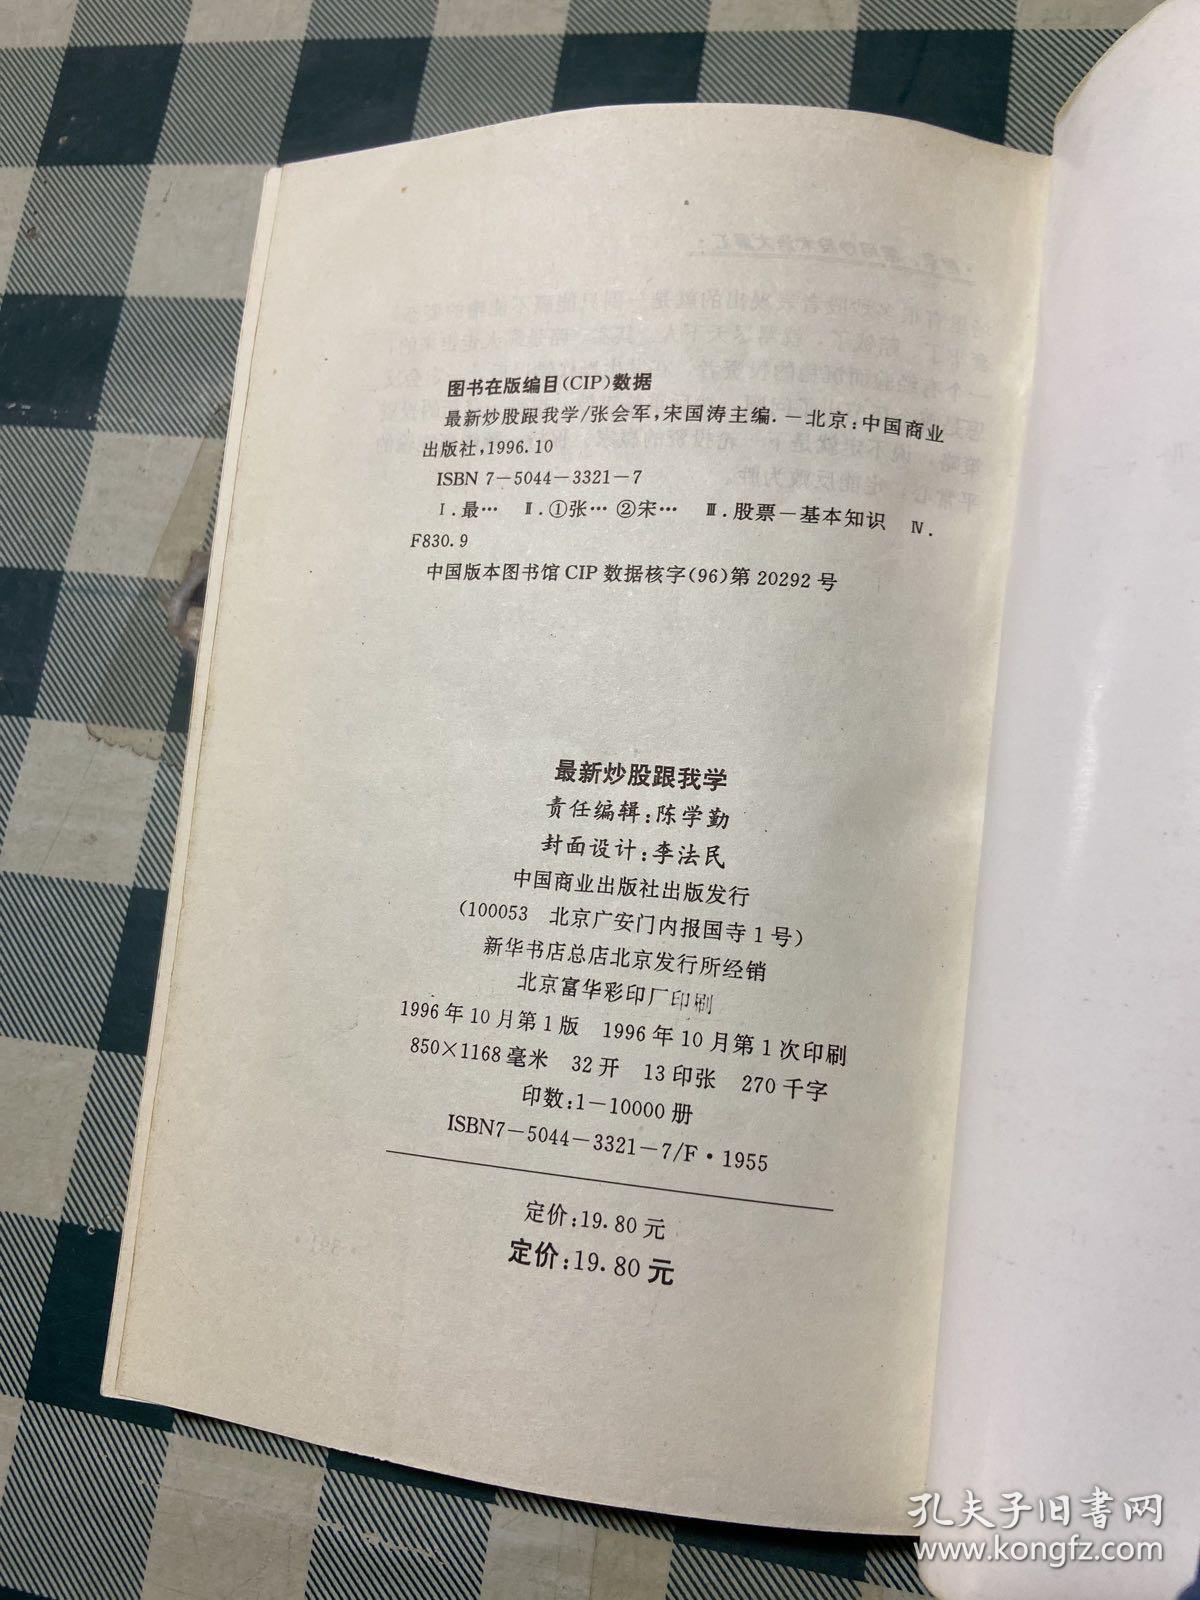 图书在版编目(CIP)数据
最新炒股跟我学/张会军,宋国涛主编.—北京:中国商业
出版社,1996.10
ISBN 7-5044-3321-7
Ⅰ.最… Ⅱ.①张… ②宋… Ⅲ.股票—基本知识 Ⅳ.
F830.9
中国版本图书馆CIP数据核字(96)第20292号
最新炒股跟我学
责任编辑:陈学勤
封面设计:李法民
中国商业出版社出版发行
(100053 北京广安门内报国寺1号)
新华书店总店北京发行所经销
北京富华彩印厂印刷
1996年10月第1版 1996年10月第1次印刷
850×1168毫米 32开 13印张 270千字
印数:1-10000册
ISBN7-5044-3321-7/F·1955
定价:19.80元
定价:19.80元
孔夫子旧书网
www.kongfz.com